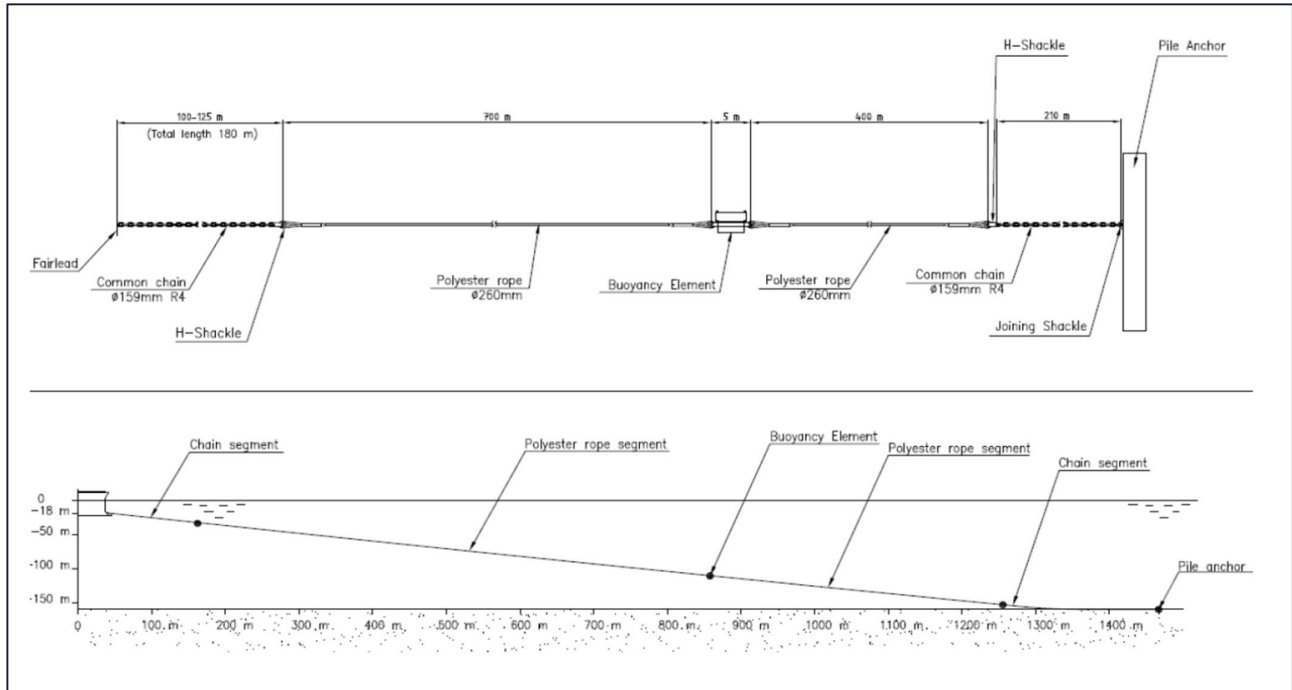 H-Shackle
Pile Anchor
100-125 m
(Total length 180 m)
700 m
5 m
400 m
210 m
Fairlead
Common chain
ø159mm R4
H-Shackle
Polyester rope
ø260mm
Buoyancy Element
Polyester rope
ø260mm
Common chain
ø159mm R4
Joining Shackle
Chain segment
Polyester rope segment
Buoyancy Element
Polyester rope segment
Chain segment
Pile anchor
0
-18 m
-50 m
-100 m
-150 m
0
100 m
200 m
300 m
400 m
500 m
600 m
700 m
800 m
900 m
1000 m
1100 m
1200 m
1300 m
1400 m